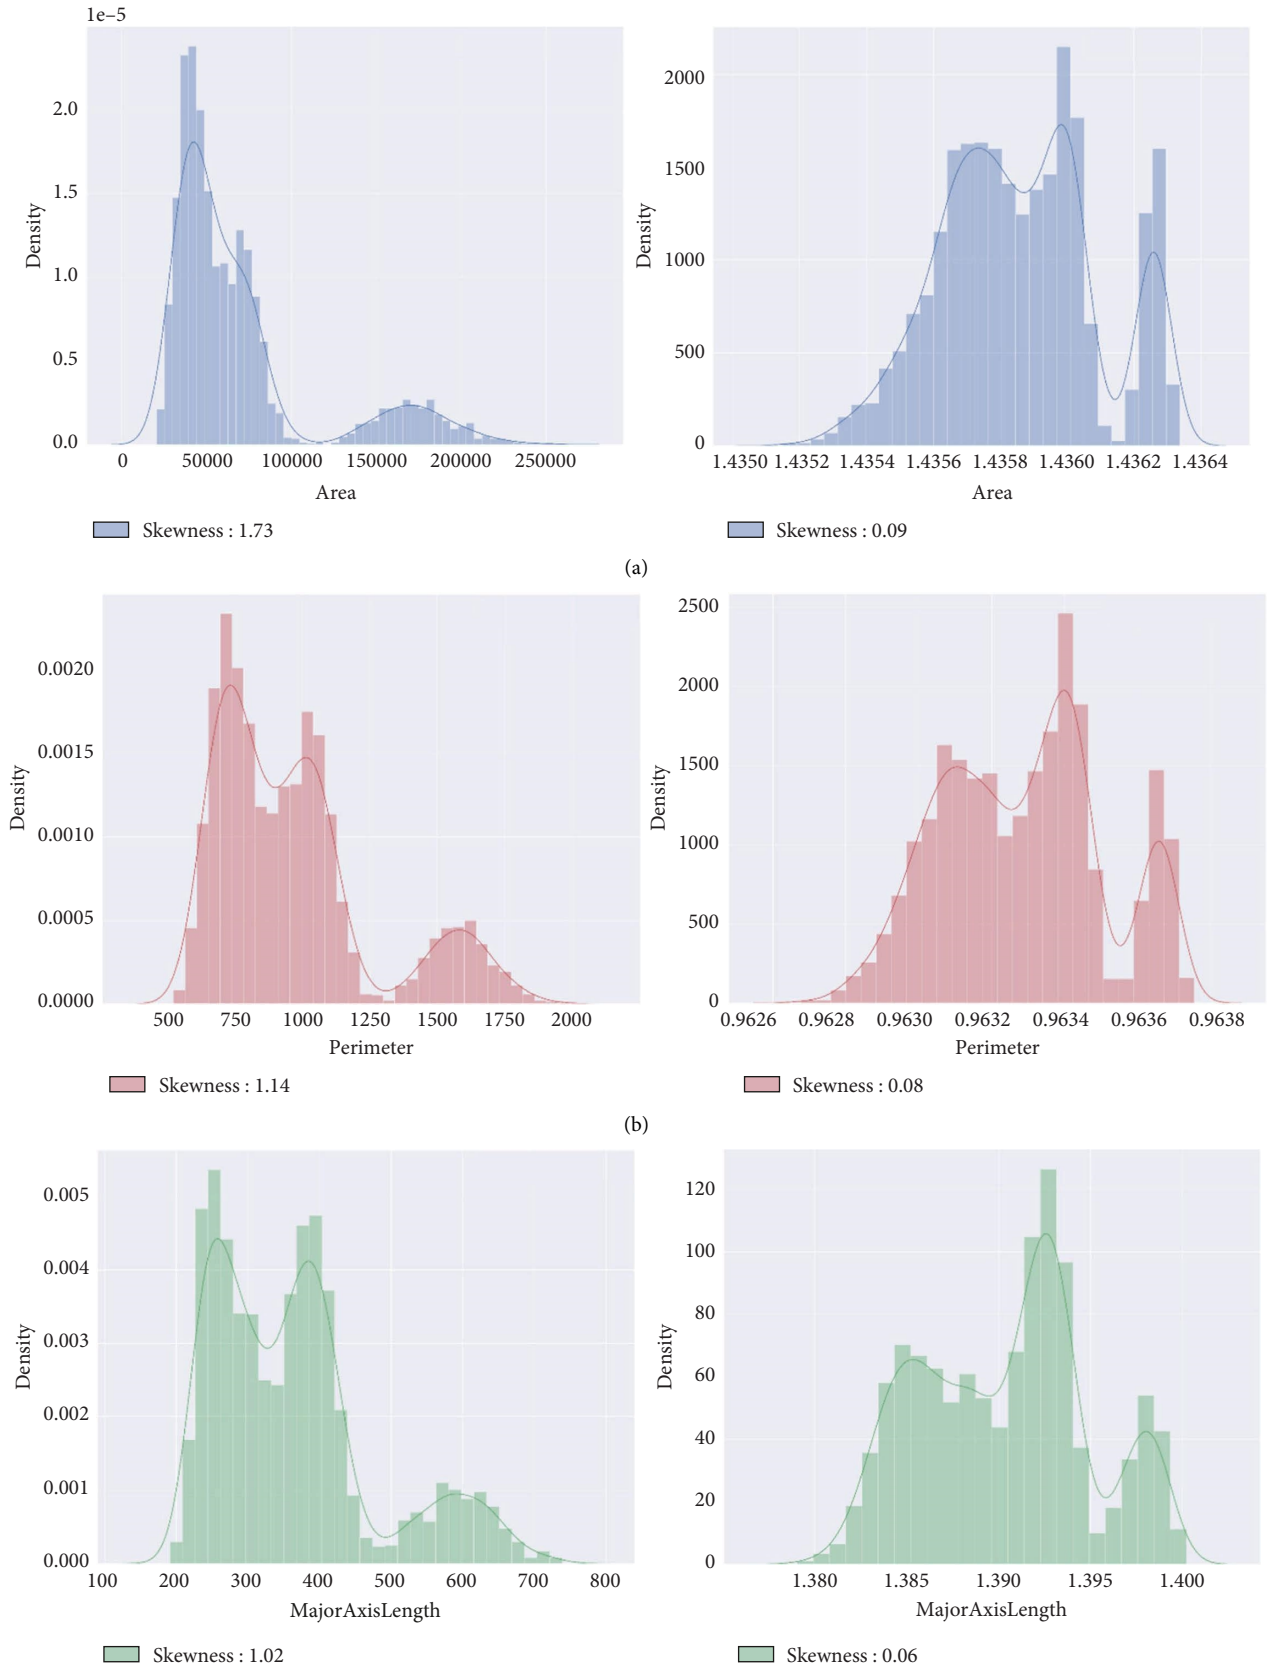 1e–5
2.0
1.5
1.0
0.5
0.0
Density
0 50000 100000 150000 200000 250000
Area
Skewness : 1.73
2000
1500
1000
500
0
Density
1.4350 1.4352 1.4354 1.4356 1.4358 1.4360 1.4362 1.4364
Area
Skewness : 0.09
(a)
0.0020
0.0015
0.0010
0.0005
0.0000
Density
500 750 1000 1250 1500 1750 2000
Perimeter
Skewness : 1.14
2500
2000
1500
1000
500
0
Density
0.9626 0.9628 0.9630 0.9632 0.9634 0.9636 0.9638
Perimeter
Skewness : 0.08
(b)
0.005
0.004
0.003
0.002
0.001
0.000
Density
100 200 300 400 500 600 700 800
MajorAxisLength
Skewness : 1.02
120
100
80
60
40
20
0
Density
1.380 1.385 1.390 1.395 1.400
MajorAxisLength
Skewness : 0.06